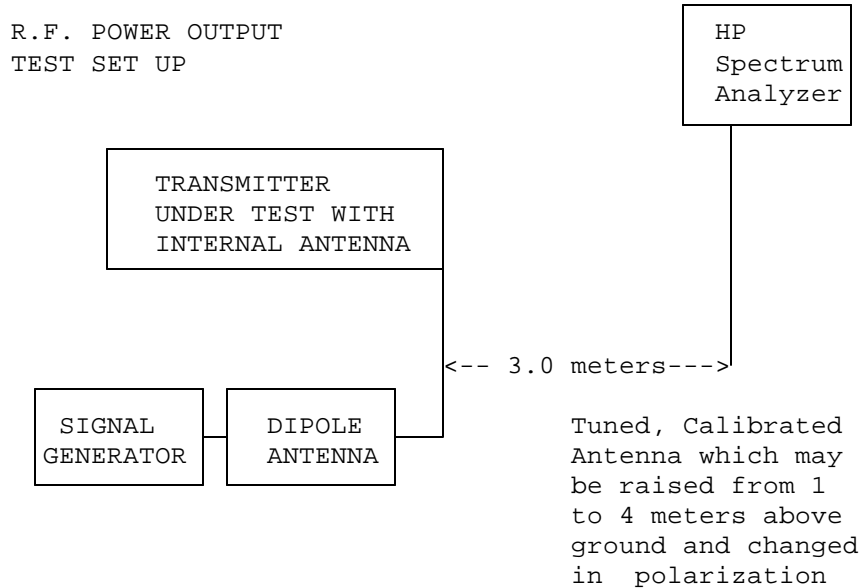 R.F. POWER OUTPUT
TEST SET UP
HP
Spectrum
Analyzer
TRANSMITTER
UNDER TEST WITH
INTERNAL ANTENNA
<-- 3.0 meters--->
SIGNAL
GENERATOR
DIPOLE
ANTENNA
Tuned, Calibrated
Antenna which may
be raised from 1
to 4 meters above
ground and changed
in polarization